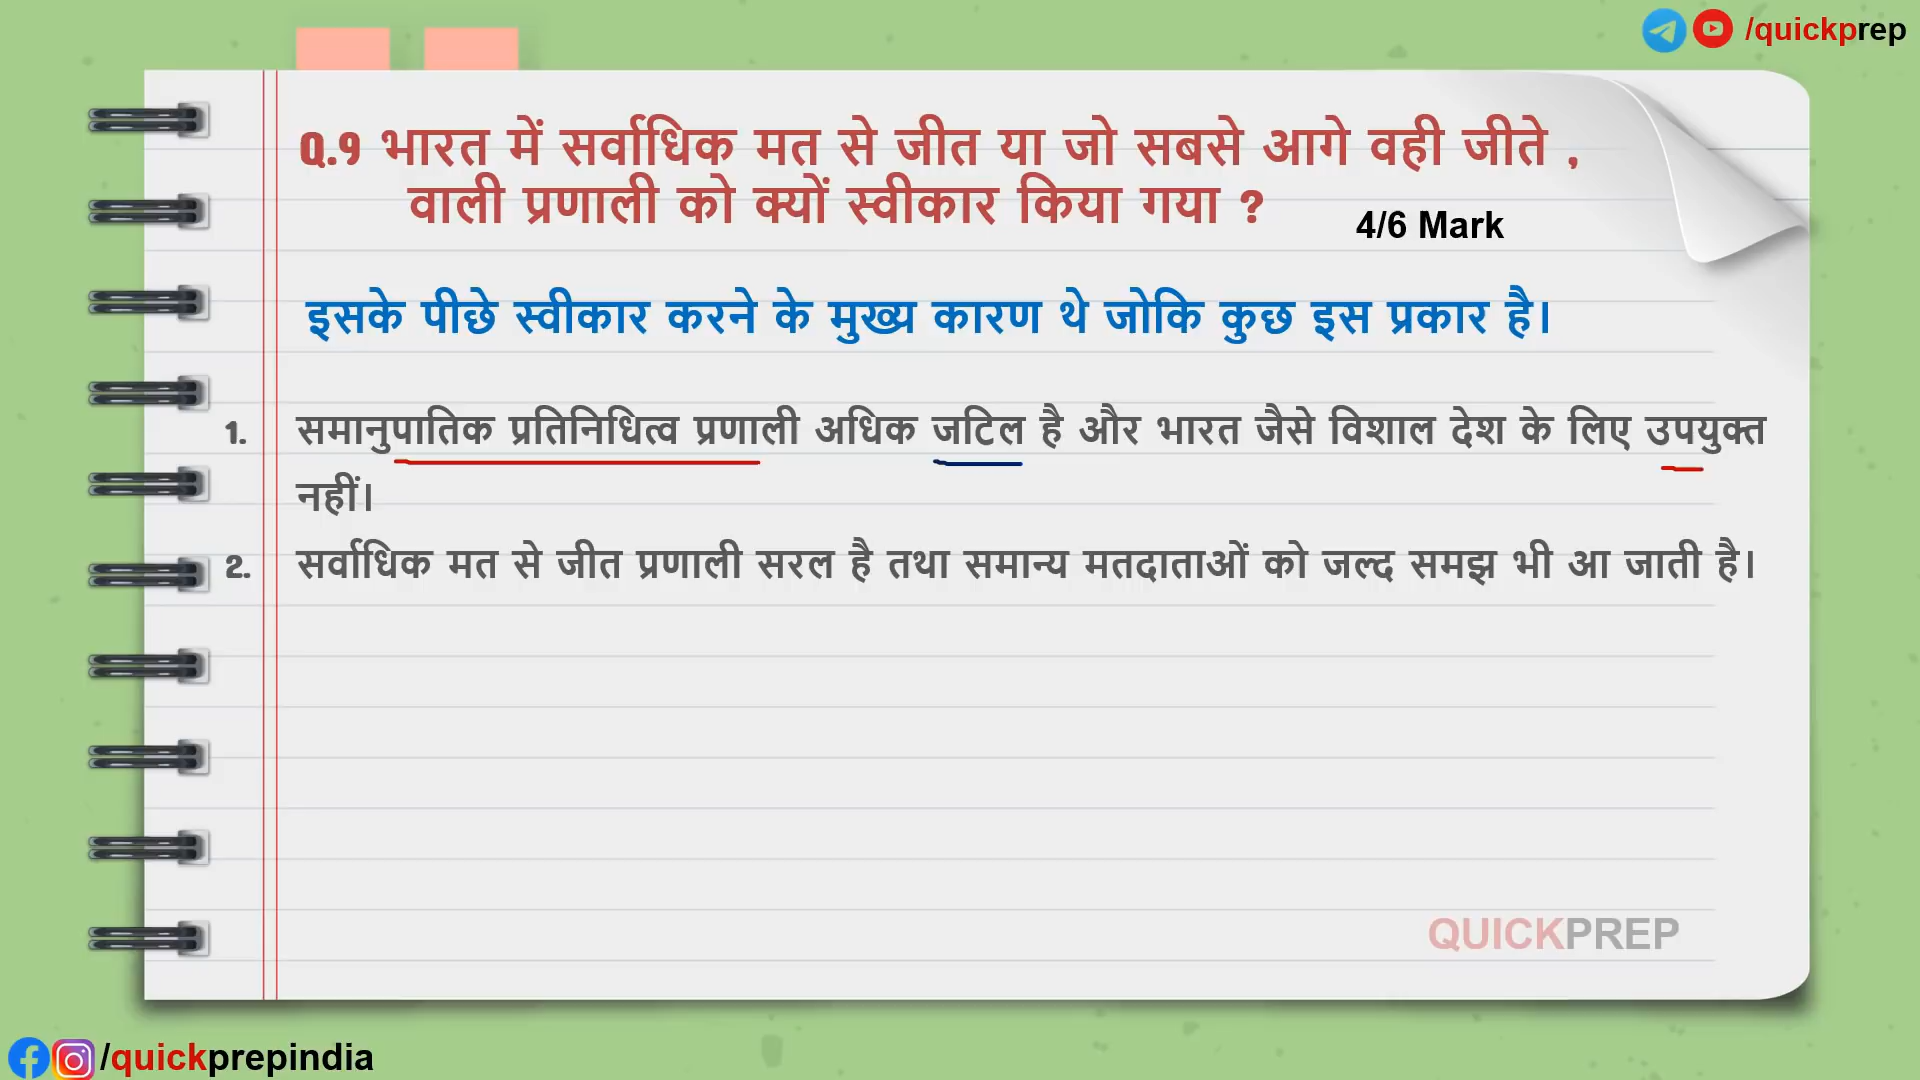 /quickprep
Q.9 भारत में सर्वाधिक मत से जीत या जो सबसे आगे वही जीते ,
वाली प्रणाली को क्यों स्वीकार किया गया ?
4/6 Mark
इसके पीछे स्वीकार करने के मुख्य कारण थे जोकि कुछ इस प्रकार है।
1. समानुपातिक प्रतिनिधित्व प्रणाली अधिक जटिल है और भारत जैसे विशाल देश के लिए उपयुक्त
नहीं।
2. सर्वाधिक मत से जीत प्रणाली सरल है तथा समान्य मतदाताओं को जल्द समझ भी आ जाती है।
QUICKPREP
/quickprepindia